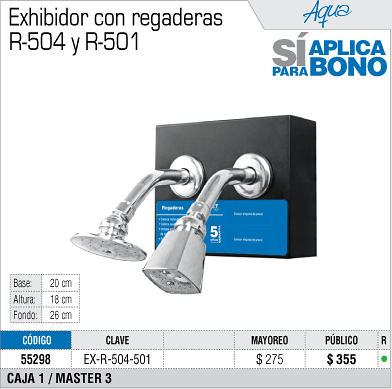 Exhibidor con regaderas
R-504 y R-501
Aqua
SÍ APLICA
PARA BONO
Regaderas
5
Base: 20 cm
Altura: 18 cm
Fondo: 26 cm
CÓDIGO CLAVE MAYOREO PÚBLICO R
55298 EX-R-504-501 $ 275 $ 355
CAJA 1 / MASTER 3